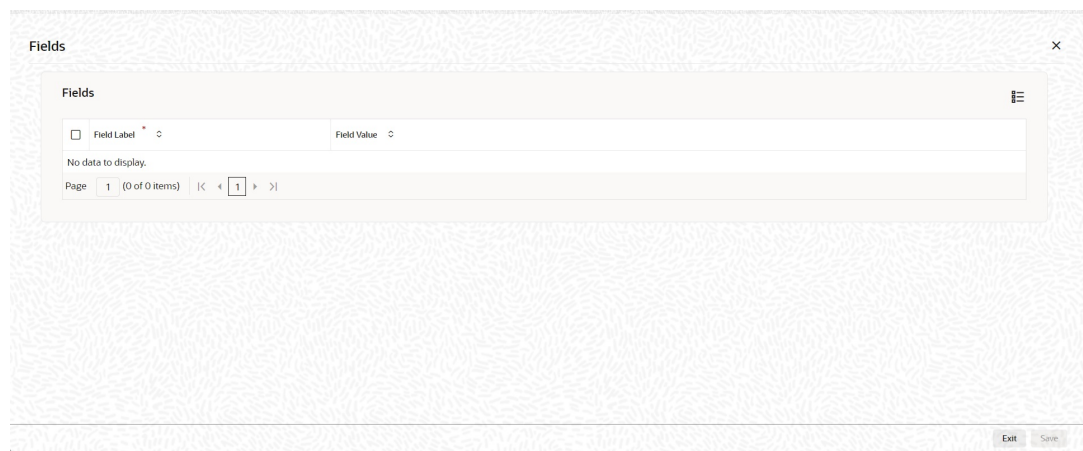 Fields
Fields
Field Label * Field Value
No data to display.
Page 1 (0 of 0 items) 1
Exit Save